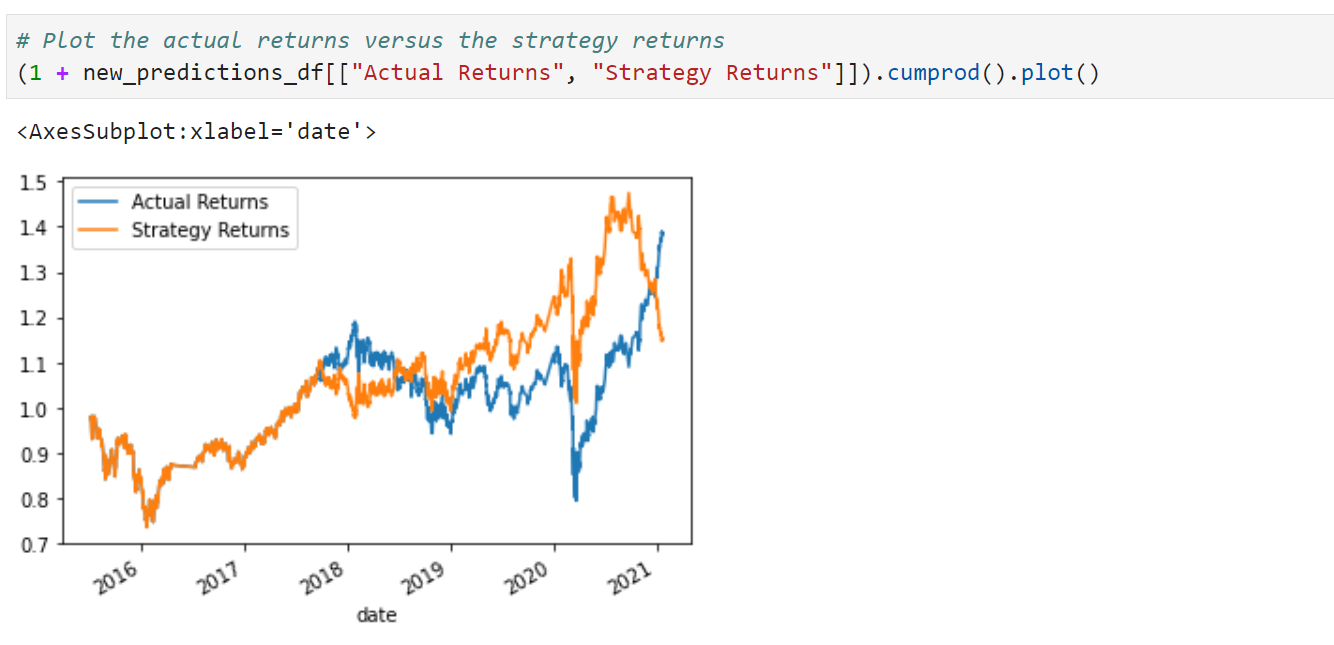 # Plot the actual returns versus the strategy returns
(1 + new_predictions_df[["Actual Returns", "Strategy Returns"]]).cumprod().plot()
<AxesSubplot:xlabel='date'>
1.5
1.4
1.3
1.2
1.1
1.0
0.9
0.8
0.7
Actual Returns
Strategy Returns
2016
2017
2018
2019
2020
2021
date